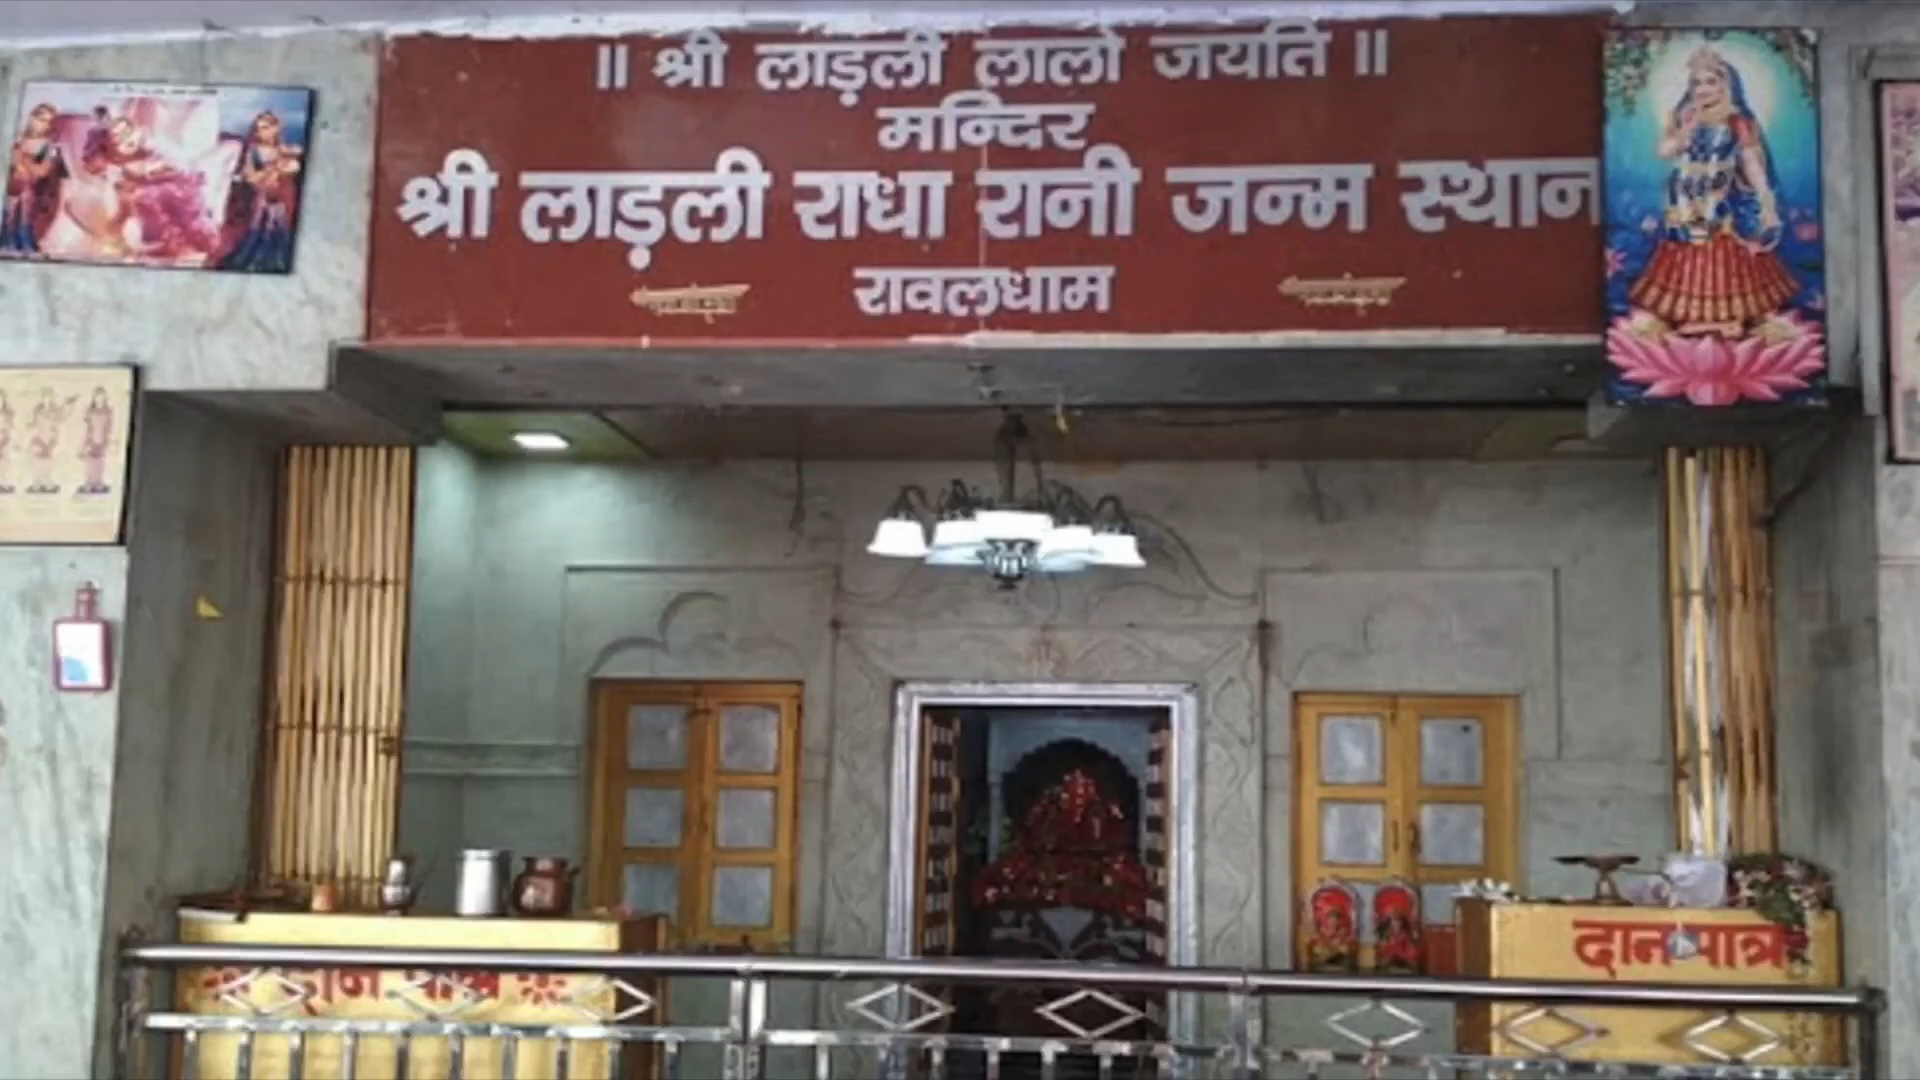 ॥ श्री लाड़ली लालो जयति ॥
मन्दिर
श्री लाड़ली राधा रानी जन्म स्थान
रावलधाम
दान पात्र
दान पात्र